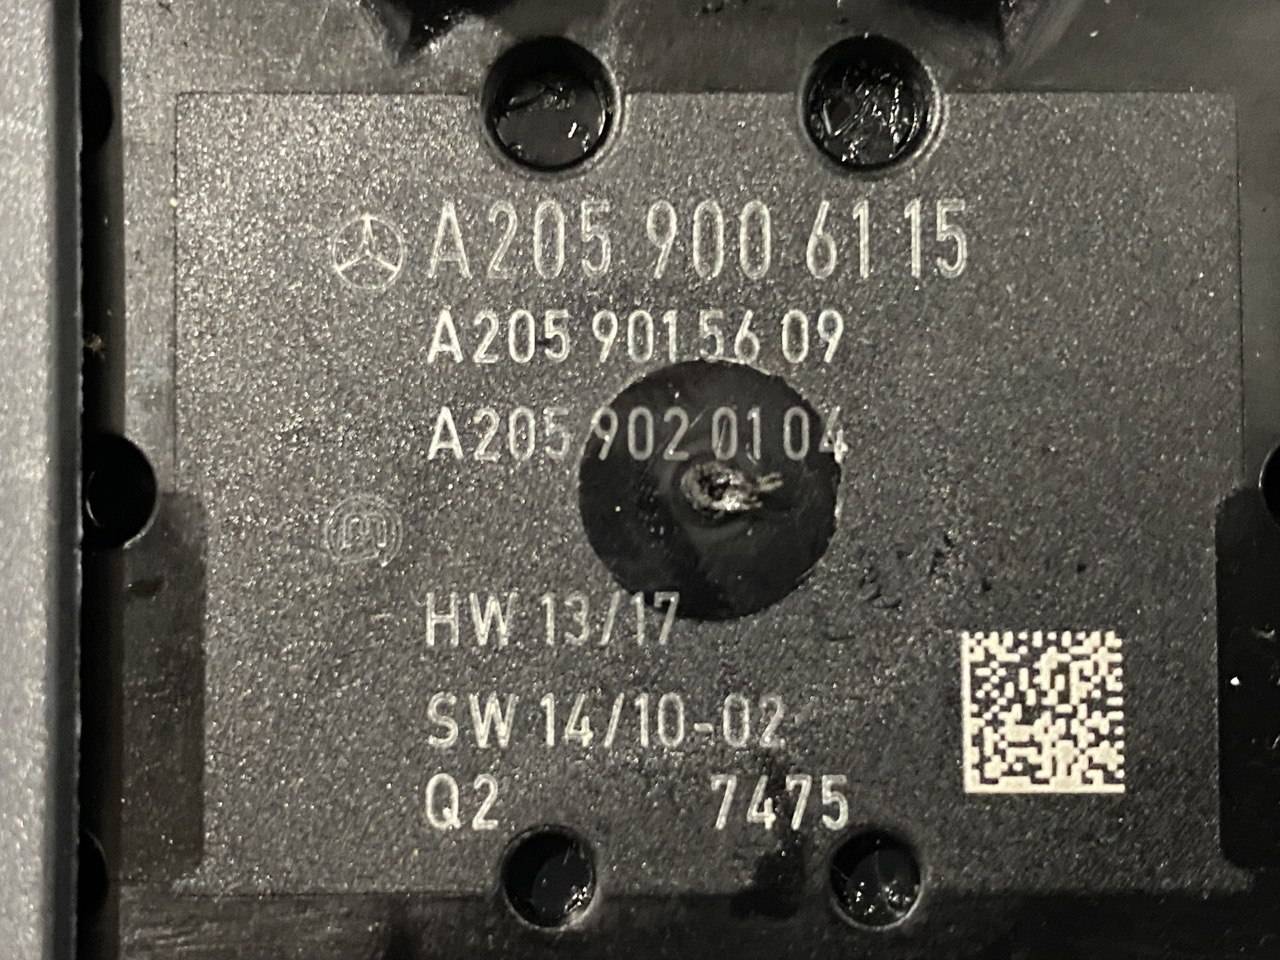 A205 900 61 15
A205 901 56 09
A205 902 01 04
HW 13/17
SW 14/10-02
Q2 7475